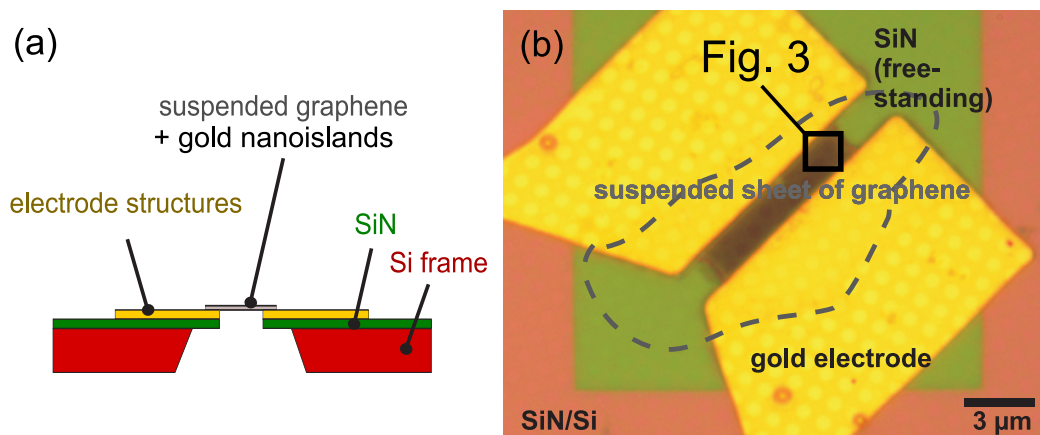 (a)
suspended graphene
+ gold nanoislands
electrode structures
SiN
Si frame
(b)
Fig. 3
SiN
(free-
standing)
suspended sheet of graphene
gold electrode
SiN/Si
3 µm